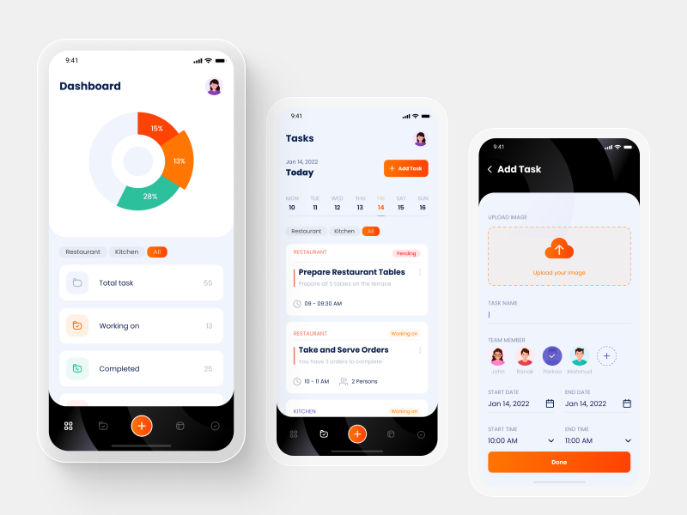 9:41
Dashboard
15%
13%
28%
Restaurant Kitchen All
Total task 55
Working on 13
Completed 25
9:41
Tasks
Jan 14, 2022
Today
+ Add Task
MON TUE WED THU FRI SAT SUN
10 11 12 13 14 15 16
Restaurant Kitchen All
RESTAURANT Pending
Prepare Restaurant Tables
Prepare all 5 tables on the terrace
09 - 09:30 AM
RESTAURANT Working on
Take and Serve Orders
You have 3 orders to complete
10 - 11 AM 2 Persons
KITCHEN Working on
9:41
Add Task
UPLOAD IMAGE
Upload your image
TASK NAME
TEAM MEMBER
John
START DATE END DATE
Jan 14, 2022 Jan 14, 2022
START TIME END TIME
10:00 AM 11:00 AM
Done